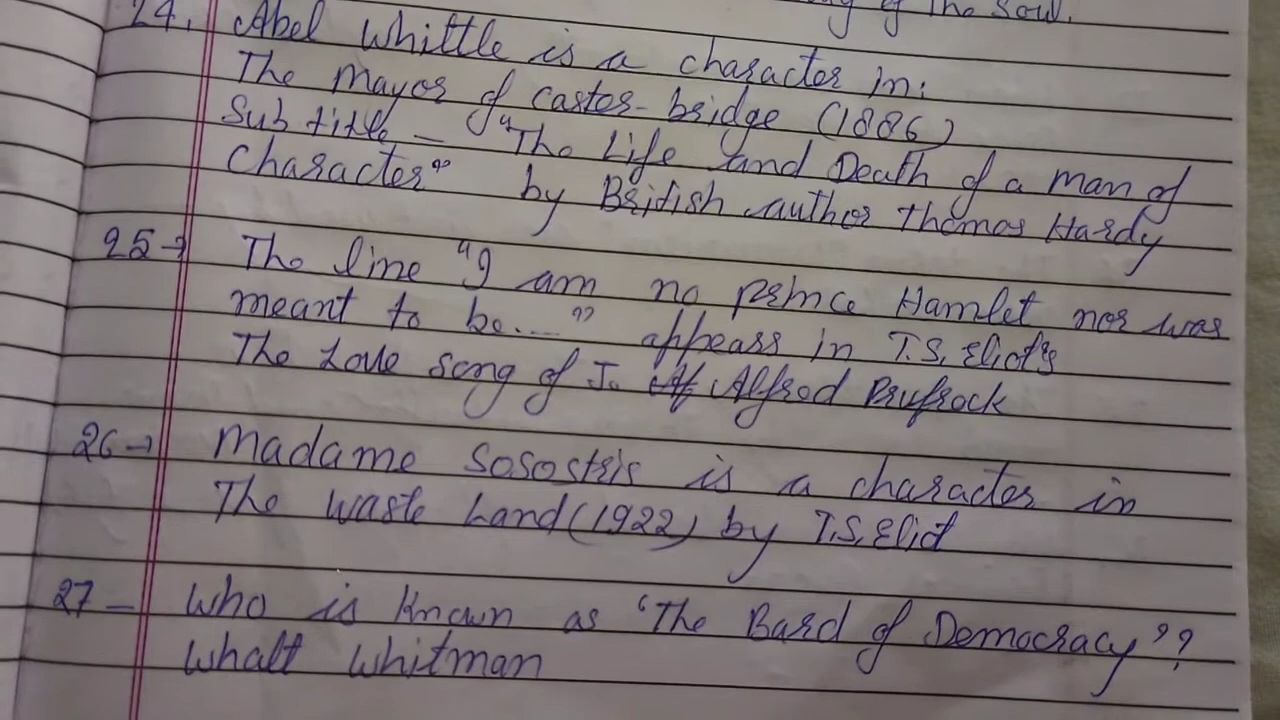 of the soul.
24. Abel Whittle is a character in:
The Mayor of Caster-bridge (1886)
Sub title - "The Life and Death of a Man of
Character" by British author Thomas Hardy
25→ The line "I am no prince Hamlet nor was
meant to be...." appears in T.S. Eliot's
The Love Song of J. Alfred Prufrock
26→ Madame Sosostris is a character in
The Waste Land (1922) by T.S. Eliot
27- Who is known as 'The Bard of Democracy'?
Whalt Whitman